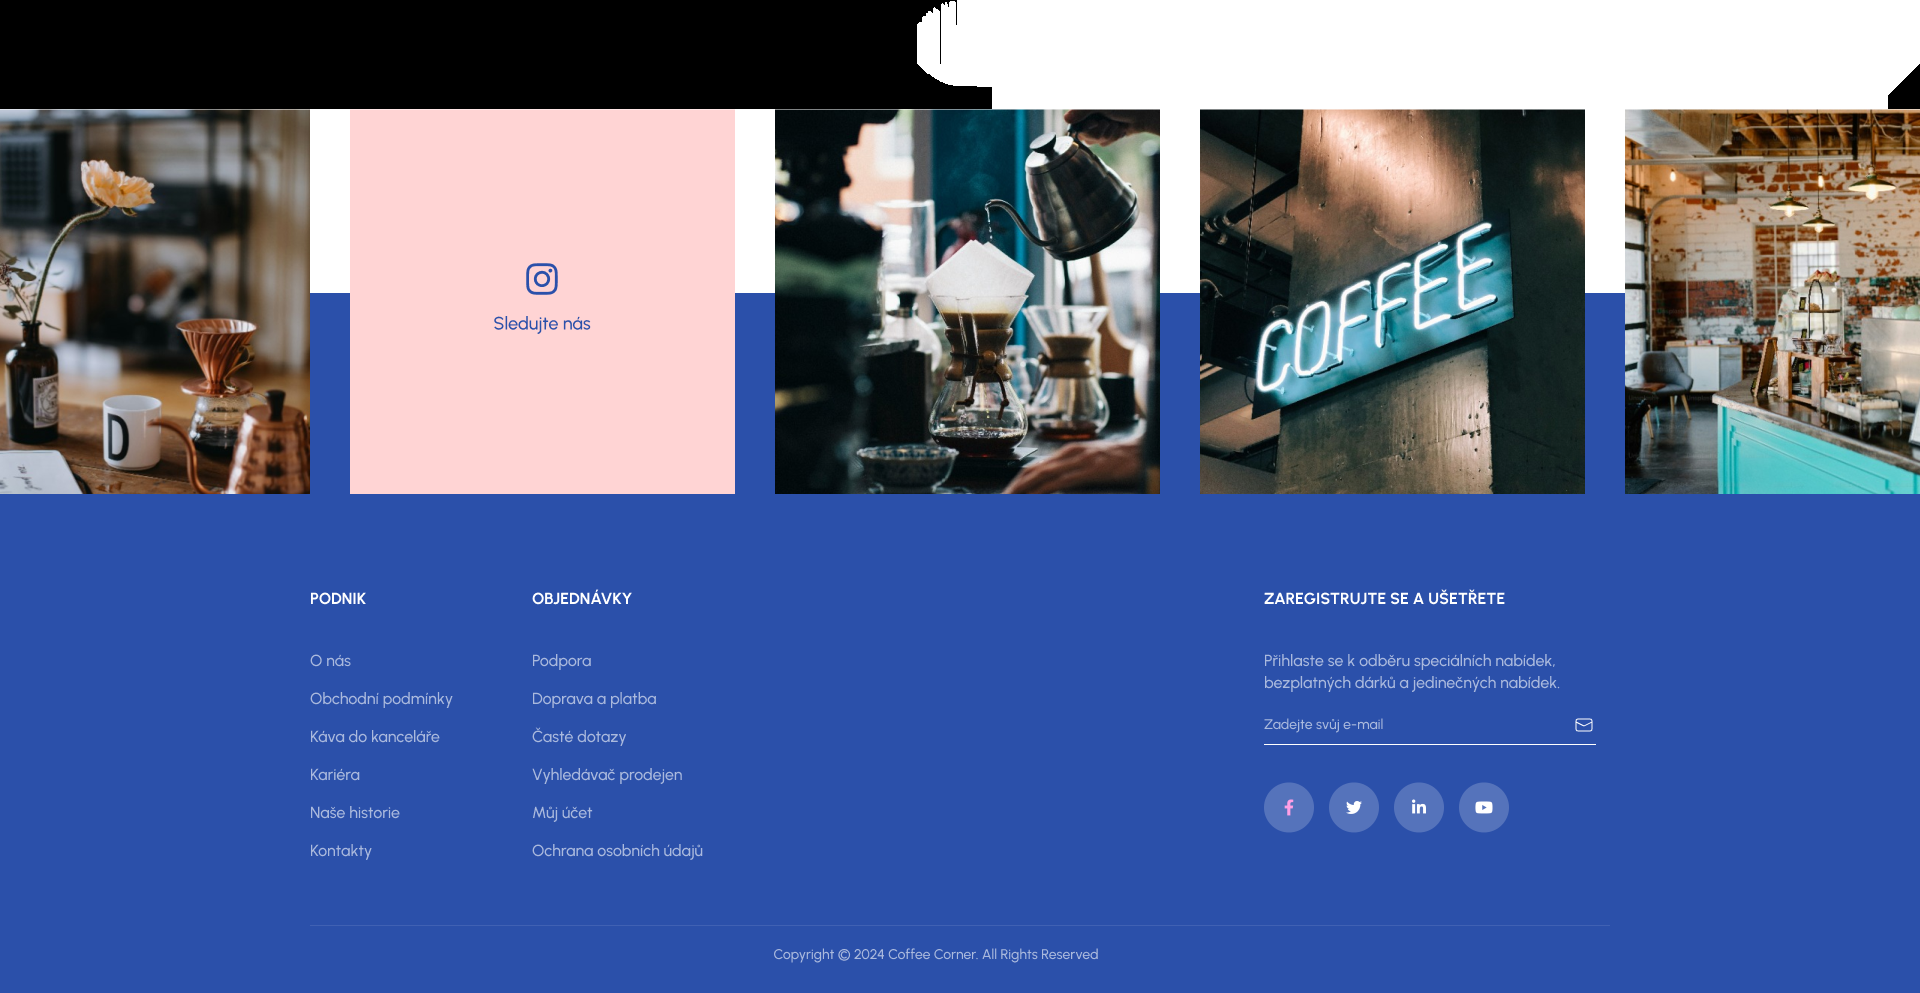 Sledujte nás
D
COFFEE
PODNIK
O nás
Obchodní podmínky
Káva do kanceláře
Kariéra
Naše historie
Kontakty
OBJEDNÁVKY
Podpora
Doprava a platba
Časté dotazy
Vyhledávač prodejen
Můj účet
Ochrana osobních údajů
ZAREGISTRUJTE SE A UŠETŘETE
Přihlaste se k odběru speciálních nabídek,
bezplatných dárků a jedinečných nabídek.
Zadejte svůj e-mail
Copyright © 2024 Coffee Corner. All Rights Reserved